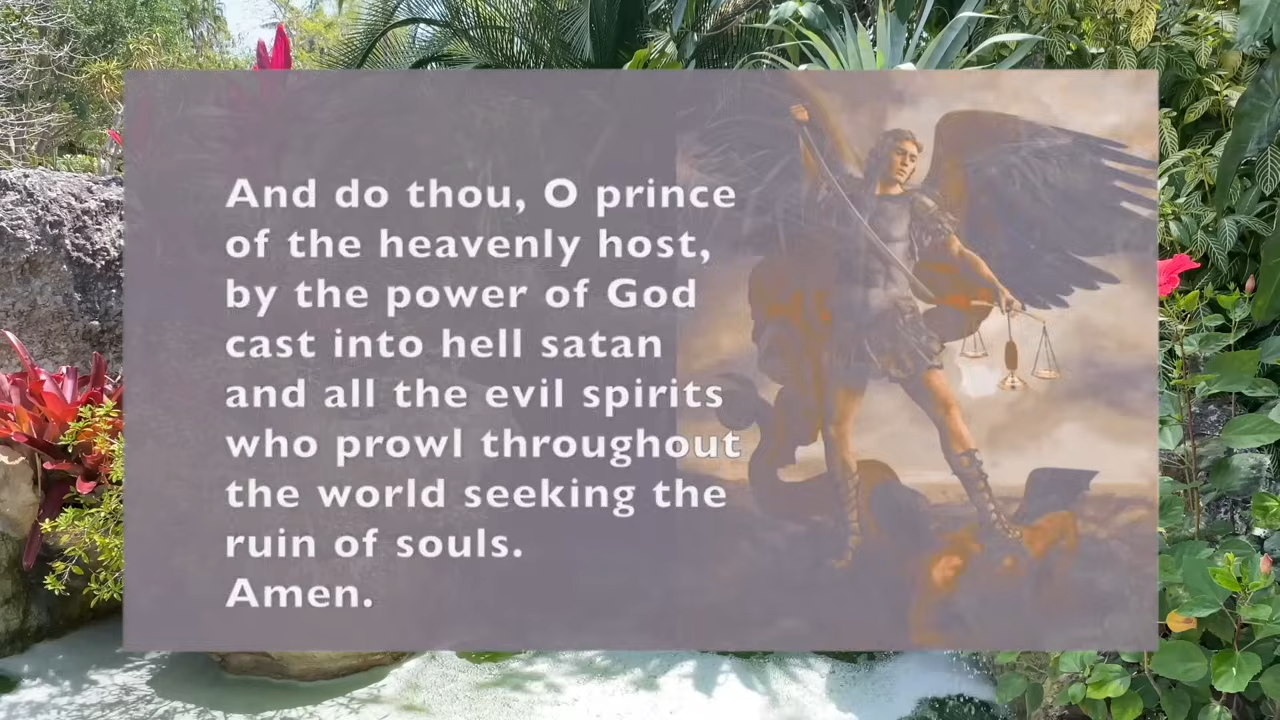 And do thou, O prince
of the heavenly host,
by the power of God
cast into hell satan
and all the evil spirits
who prowl throughout
the world seeking the
ruin of souls.
Amen.